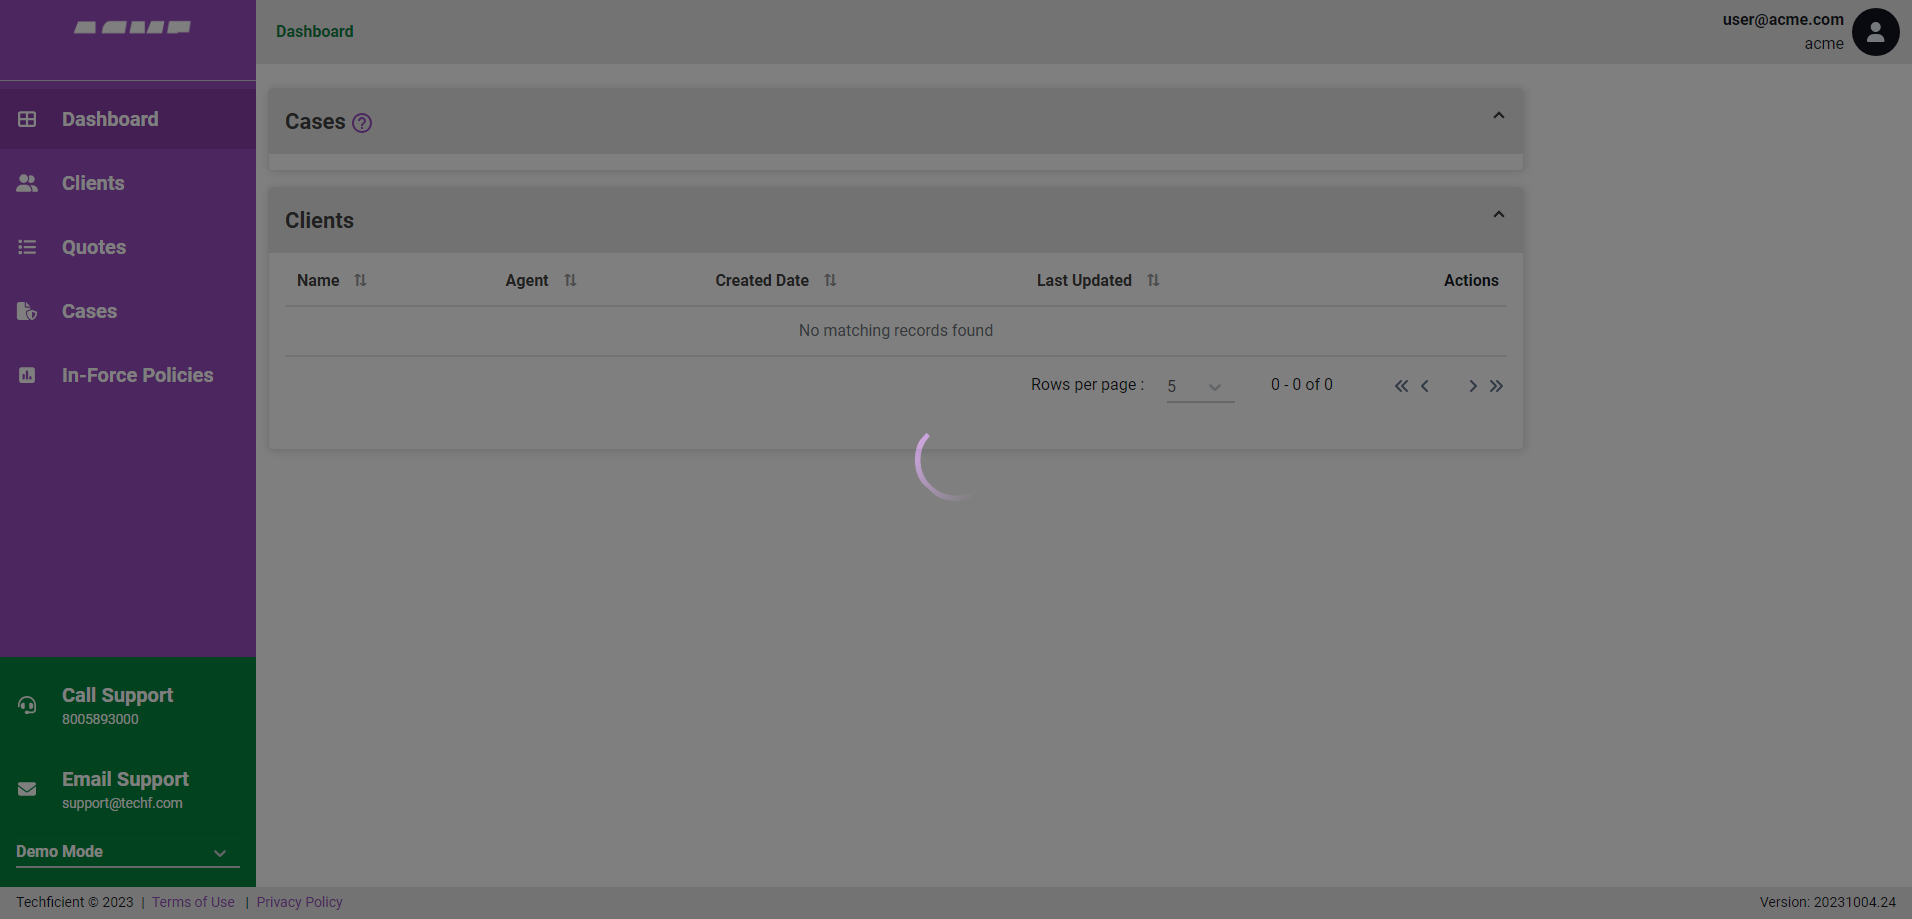 Dashboard
user@acme.com
acme
Dashboard
Clients
Quotes
Cases
In-Force Policies
Cases ?
Clients
Name Agent Created Date Last Updated Actions
No matching records found
Rows per page : 5 0 - 0 of 0
Call Support
8005893000
Email Support
support@techf.com
Demo Mode
Techficient © 2023 | Terms of Use | Privacy Policy
Version: 20231004.24